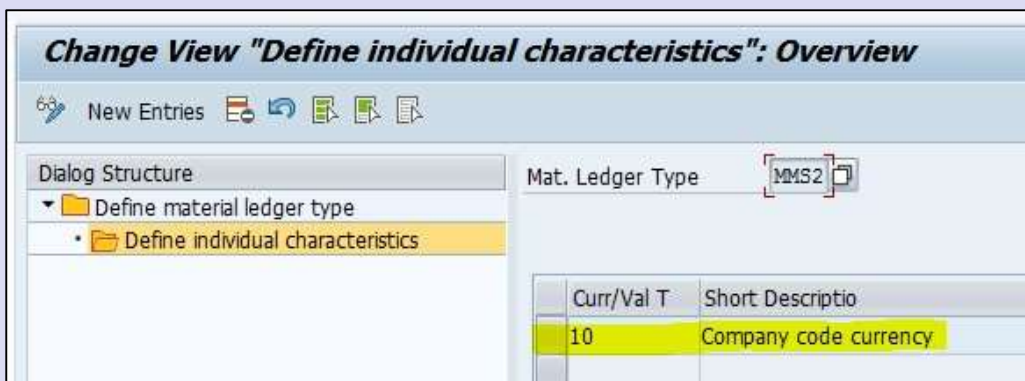 Change View "Define individual characteristics": Overview
New Entries
Dialog Structure
Define material ledger type
Define individual characteristics
Mat. Ledger Type MMS2
Curr/Val T Short Descriptio
10 Company code currency